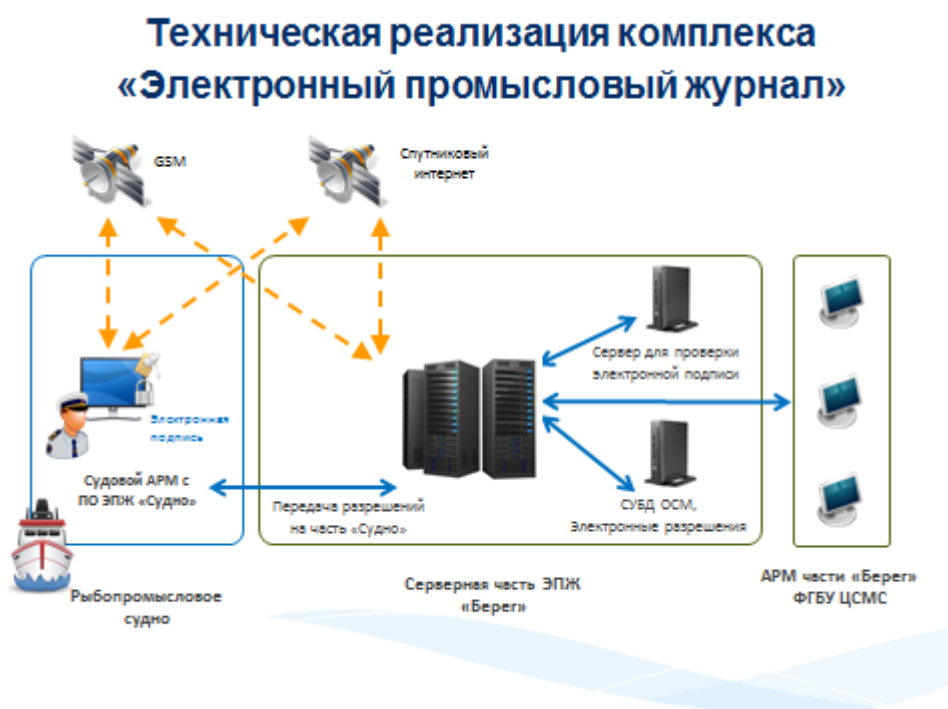 Техническая реализация комплекса
«Электронный промысловый журнал»
GSM
Спутниковый
интернет
Сервер для проверки
электронной подписи
Электронная
подпись
Судовой АРМ с
ПО ЭПЖ «Судно»
Передача разрешений
на часть «Судно»
СУБД ОСМ,
Электронные разрешения
Рыбопромысловое
судно
Серверная часть ЭПЖ
«Берег»
АРМ части «Берег»
ФГБУ ЦСМС